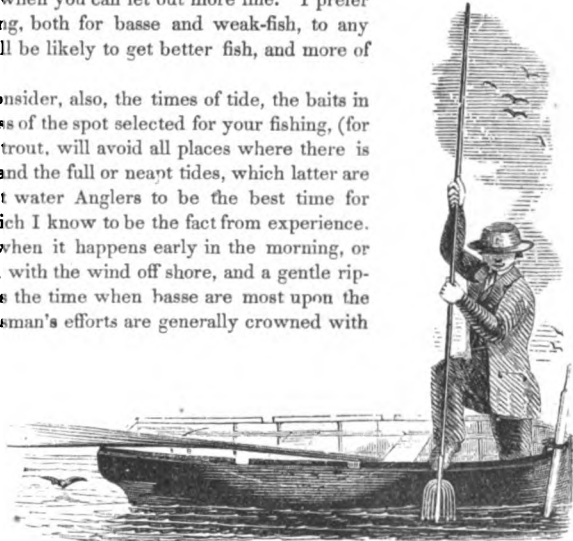 when you can let out more line. I prefer
ng, both for basse and weak-fish, to any
ll be likely to get better fish, and more of
onsider, also, the times of tide, the baits in
ss of the spot selected for your fishing, (for
trout, will avoid all places where there is
and the full or neapt tides, which latter are
t water Anglers to be the best time for
ich I know to be the fact from experience.
when it happens early in the morning, or
with the wind off shore, and a gentle rip-
s the time when basse are most upon the
sman's efforts are generally crowned with